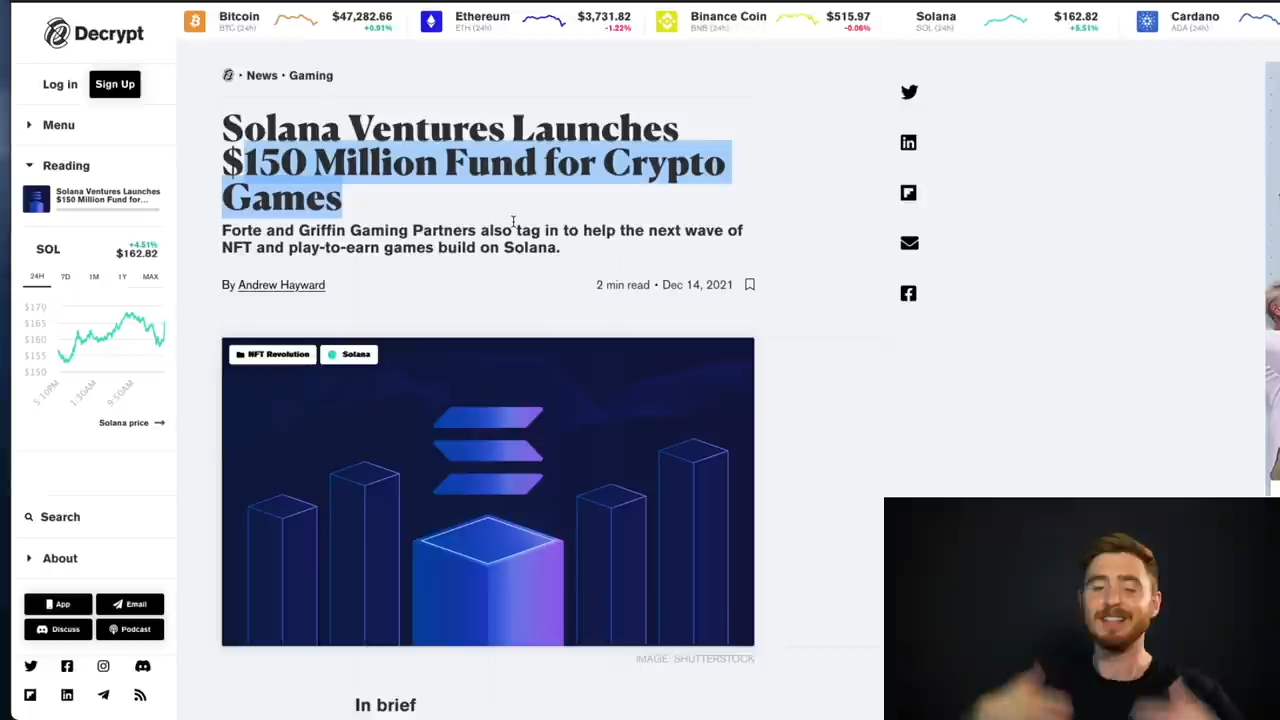 Decrypt
Bitcoin
BTC (24h)
$47,282.66
+0.91%
Ethereum
ETH (24h)
$3,731.82
-1.22%
Binance Coin
BNB (24h)
$515.97
-0.06%
Solana
SOL (24h)
$162.82
+5.51%
Cardano
ADA (24h)
Log in
Sign Up
Menu
Reading
Solana Ventures Launches
$150 Million Fund for...
SOL
+4.51%
$162.82
24H 7D 1M 1Y MAX
$170
$165
$160
$155
$150
5:10PM
1:30AM
9:50AM
Solana price
Search
About
App
Email
Discuss
Podcast
· News · Gaming
Solana Ventures Launches
$150 Million Fund for Crypto
Games
Forte and Griffin Gaming Partners also tag in to help the next wave of
NFT and play-to-earn games build on Solana.
By Andrew Hayward
2 min read • Dec 14, 2021
NFT Revolution
Solana
IMAGE: SHUTTERSTOCK
In brief